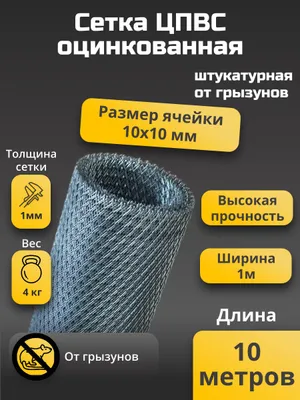 Сетка ЦПВС
оцинкованная
штукатурная
от грызунов
Размер ячейки
10х10 мм
Толщина
сетки
1мм
Вес
4 кг
Высокая
прочность
Ширина
1м
Длина
10
метров
От грызунов